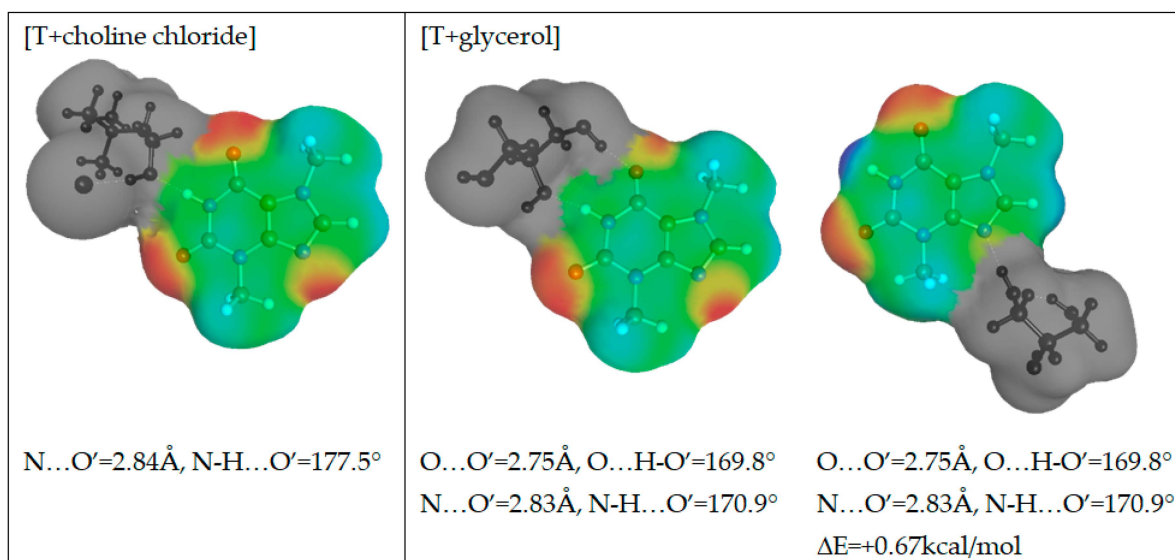 [T+choline chloride]
[T+glycerol]
N…O’=2.84Å, N-H…O’=177.5°
O…O’=2.75Å, O…H-O’=169.8°
N…O’=2.83Å, N-H…O’=170.9°
O…O’=2.75Å, O…H-O’=169.8°
N…O’=2.83Å, N-H…O’=170.9°
ΔE=+0.67kcal/mol